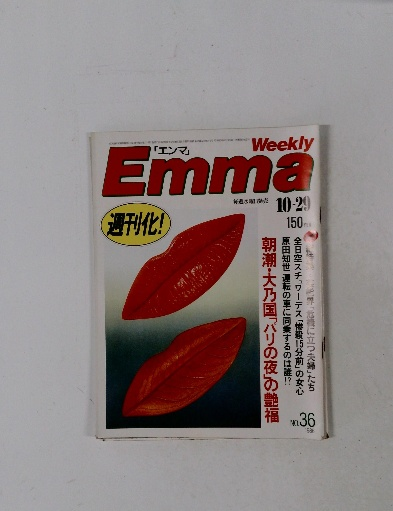 「エンマ」
Weekly
Emma
10・29
150
週刊化!
全日空スチュワーデス「惨殺15分前」の女心
原田知世 運転の車に同乗するのは誰!?
朝潮・大乃国「パリの夜」の艶福
NO.36